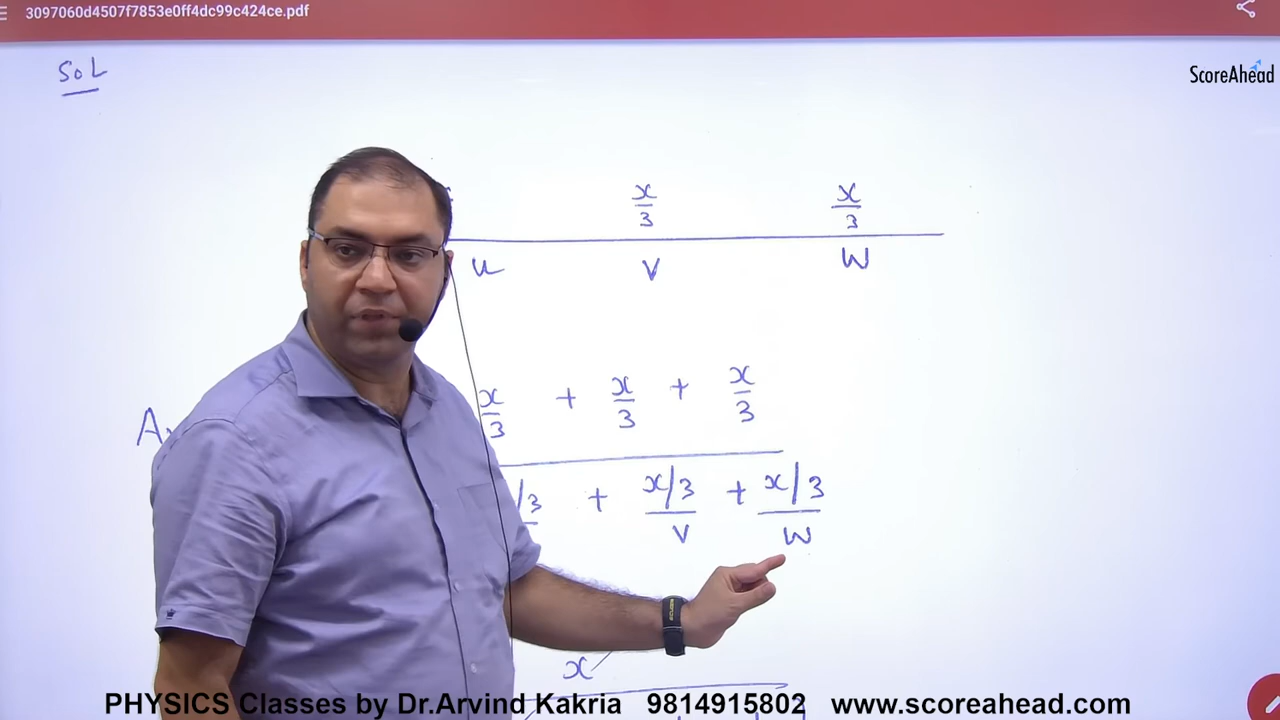 3097060d4507f7853e0ff4dc99c424ce.pdf
SOL
ScoreAhead
x/3 x/3
u v w
x/3 + x/3 + x/3
/3 + x/3 + x/3
v w
x
PHYSICS Classes by Dr.Arvind Kakria 9814915802 www.scoreahead.com